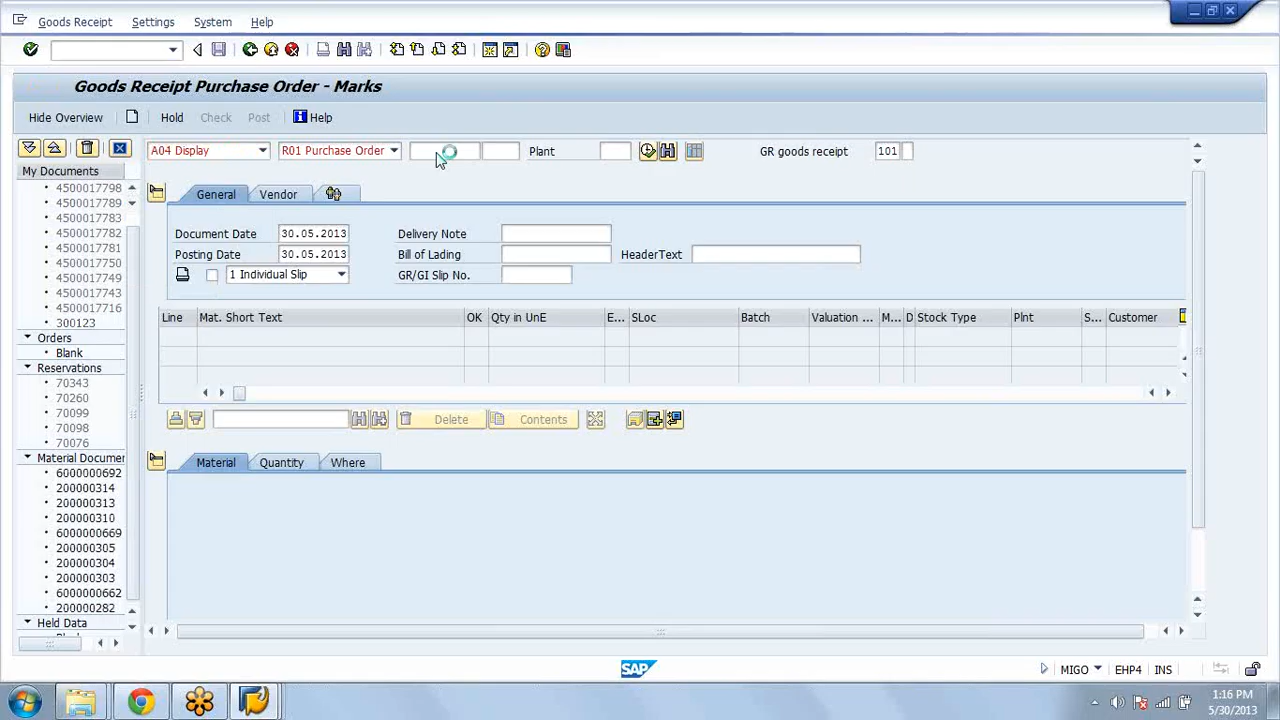 Goods Receipt Settings System Help
Goods Receipt Purchase Order - Marks
Hide Overview Hold Check Post Help
A04 Display R01 Purchase Order Plant GR goods receipt 101
My Documents
4500017798
4500017789
4500017783
4500017782
4500017781
4500017750
4500017749
4500017743
4500017716
300123
Orders
Blank
Reservations
70343
70260
70099
70098
70076
Material Documen
6000000692
200000314
200000313
200000310
6000000669
200000305
200000304
200000303
6000000662
200000282
Held Data
General Vendor
Document Date 30.05.2013 Delivery Note
Posting Date 30.05.2013 Bill of Lading HeaderText
1 Individual Slip GR/GI Slip No.
Line Mat. Short Text OK Qty in UnE E... SLoc Batch Valuation ... M... D Stock Type Plnt S... Customer
Delete Contents
Material Quantity Where
SAP
MIGO EHP4 INS
1:16 PM
5/30/2013